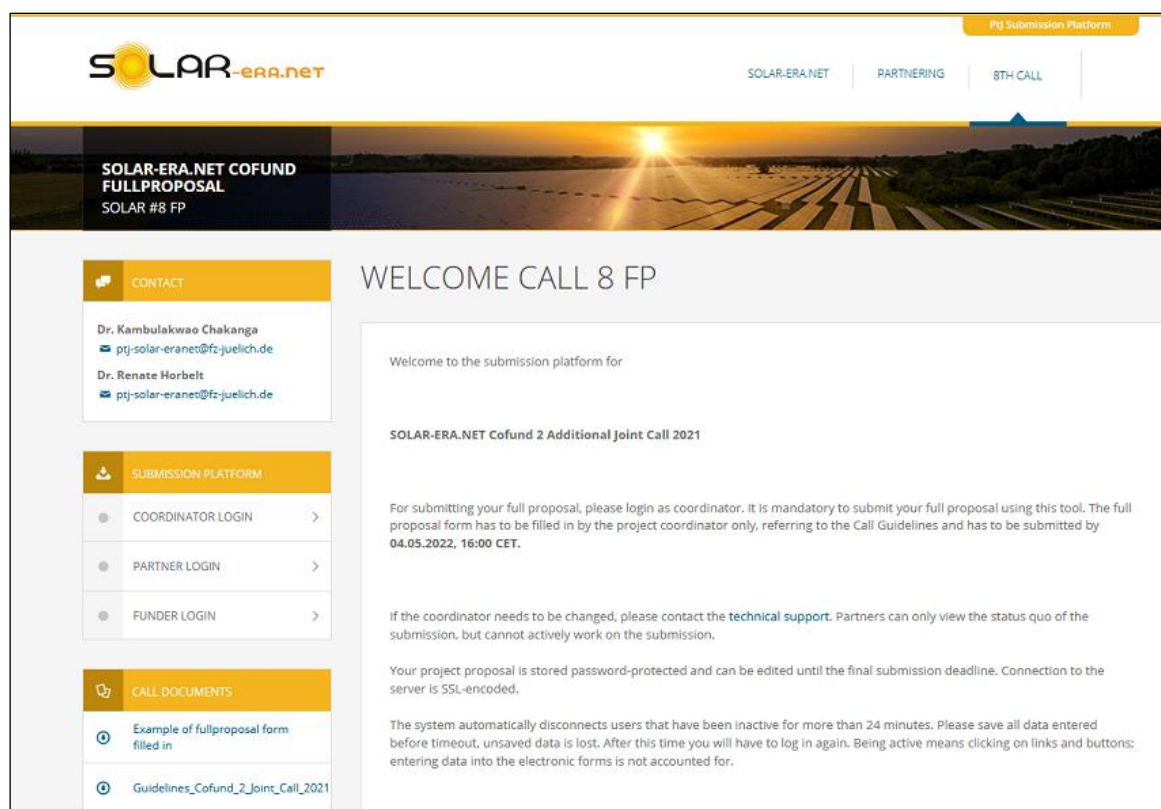 PtJ Submission Platform
SOLAR-ERA.NET
SOLAR-ERA.NET
PARTNERING
8TH CALL
SOLAR-ERA.NET COFUND
FULLPROPOSAL
SOLAR #8 FP
CONTACT
Dr. Kambulakwao Chakanga
ptj-solar-eranet@fz-juelich.de
Dr. Renate Horbelt
ptj-solar-eranet@fz-juelich.de
SUBMISSION PLATFORM
COORDINATOR LOGIN
PARTNER LOGIN
FUNDER LOGIN
CALL DOCUMENTS
Example of fullproposal form
filled in
Guidelines_Cofund_2_Joint_Call_2021
WELCOME CALL 8 FP
Welcome to the submission platform for
SOLAR-ERA.NET Cofund 2 Additional Joint Call 2021
For submitting your full proposal, please login as coordinator. It is mandatory to submit your full proposal using this tool. The full
proposal form has to be filled in by the project coordinator only, referring to the Call Guidelines and has to be submitted by
04.05.2022, 16:00 CET.
If the coordinator needs to be changed, please contact the technical support. Partners can only view the status quo of the
submission, but cannot actively work on the submission.
Your project proposal is stored password-protected and can be edited until the final submission deadline. Connection to the
server is SSL-encoded.
The system automatically disconnects users that have been inactive for more than 24 minutes. Please save all data entered
before timeout, unsaved data is lost. After this time you will have to log in again. Being active means clicking on links and buttons;
entering data into the electronic forms is not accounted for.